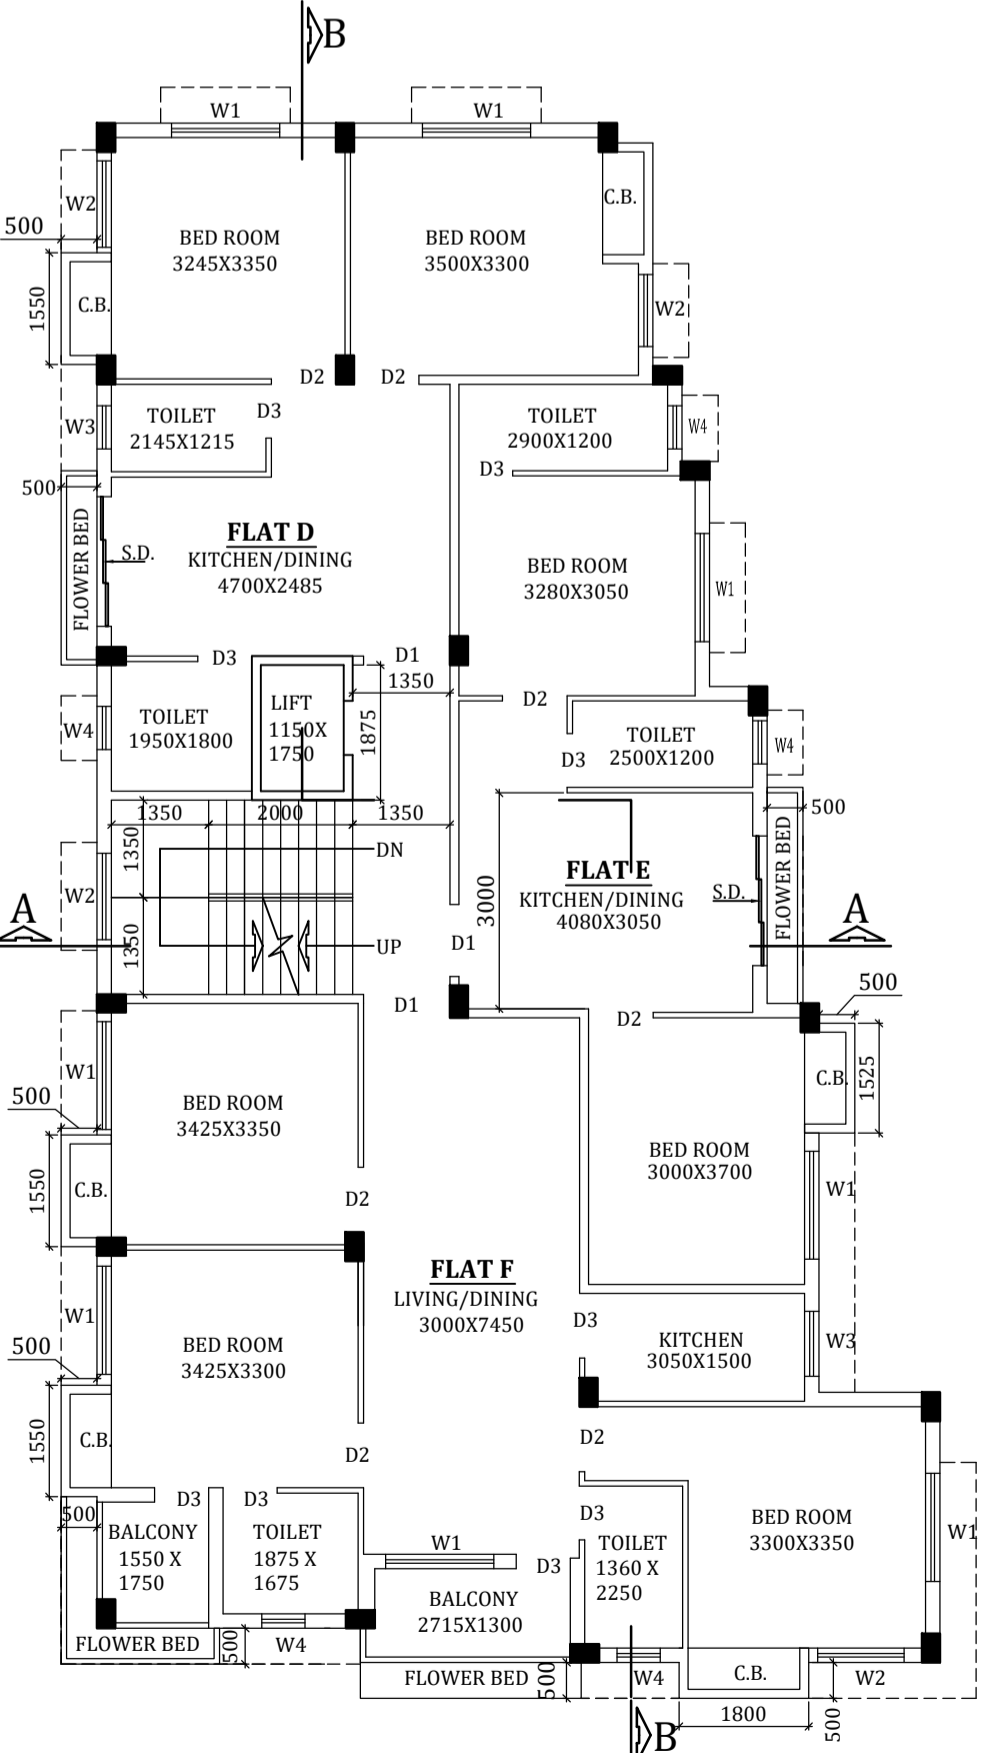 B
W1
W1
W2
C.B.
500
BED ROOM
3245X3350
BED ROOM
3500X3300
1550
C.B.
W2
D2
D2
W3
TOILET
2145X1215
D3
TOILET
2900X1200
W4
D3
500
FLOWER BED
S.D.
FLAT D
KITCHEN/DINING
4700X2485
BED ROOM
3280X3050
W1
D3
D1
1350
D2
LIFT
1150X
1750
1875
W4
TOILET
1950X1800
TOILET
2500X1200
W4
D3
1350
2000
1350
500
1350
DN
FLOWER BED
FLAT E
KITCHEN/DINING
4080X3050
S.D.
3000
W2
A
A
1350
UP
D1
D1
D2
500
W1
C.B.
1525
500
BED ROOM
3425X3350
BED ROOM
3000X3700
1550
C.B.
D2
W1
FLAT F
LIVING/DINING
3000X7450
W1
D3
KITCHEN
3050X1500
W3
500
BED ROOM
3425X3300
1550
C.B.
D2
D2
D3
D3
500
D3
BALCONY
1550 X
1750
TOILET
1875 X
1675
W1
D3
TOILET
1360 X
2250
BED ROOM
3300X3350
W1
BALCONY
2715X1300
FLOWER BED
500
W4
FLOWER BED
500
W4
C.B.
W2
1800
500
B